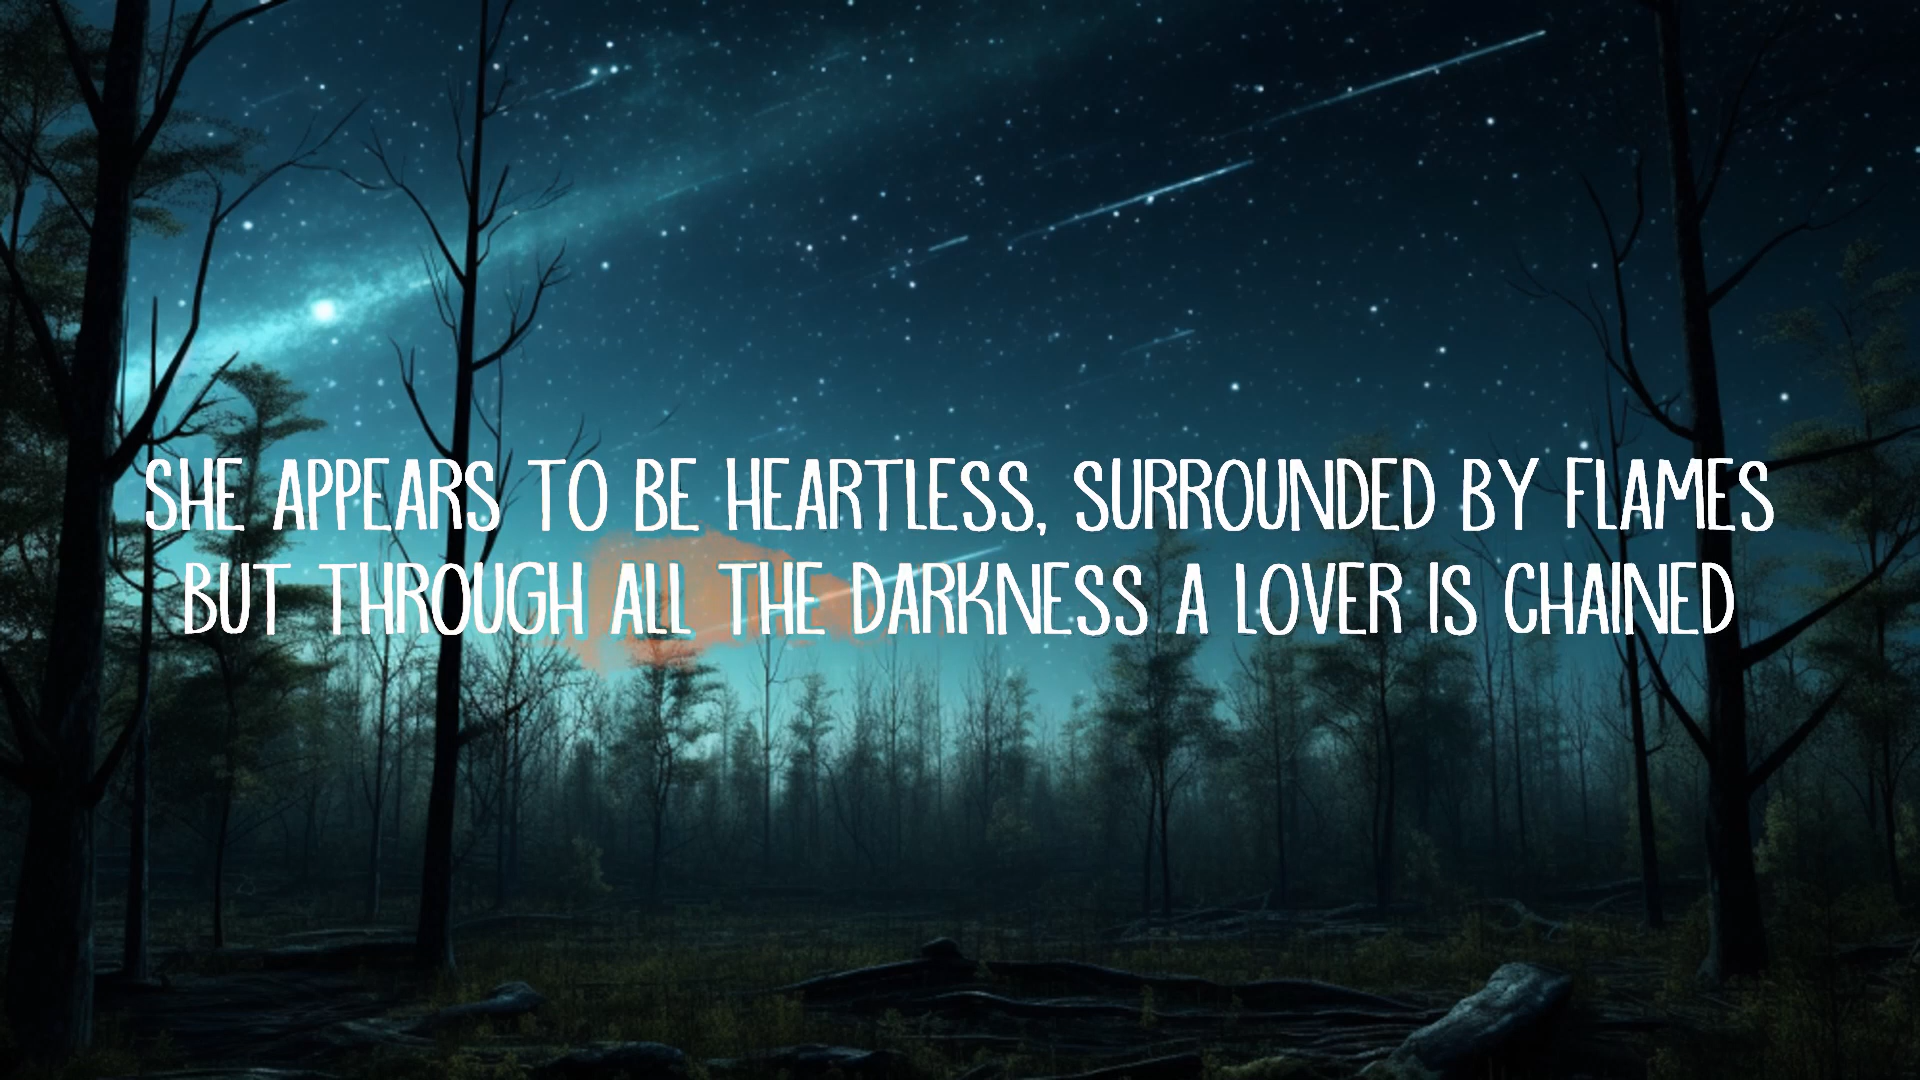 SHE APPEARS TO BE HEARTLESS, SURROUNDED BY FLAMES
BUT THROUGH ALL THE DARKNESS A LOVER IS CHAINED